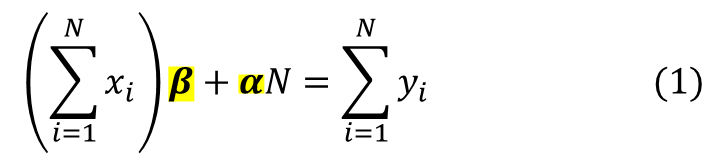 (∑_{i=1}^{N} x_i) β + αN = ∑_{i=1}^{N} y_i (1)